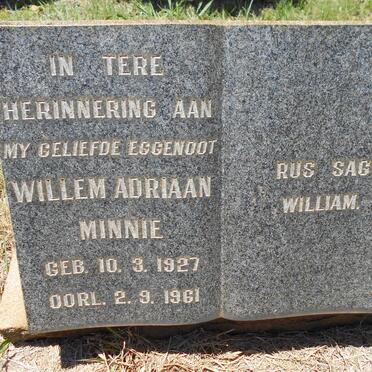 IN TERE
HERINNERING AAN
MY GELIEFDE EGGENOOT
WILLEM ADRIAAN
MINNIE
GEB. 10. 3. 1927
OORL. 2. 9. 1961
RUS SAG
WILLIAM.